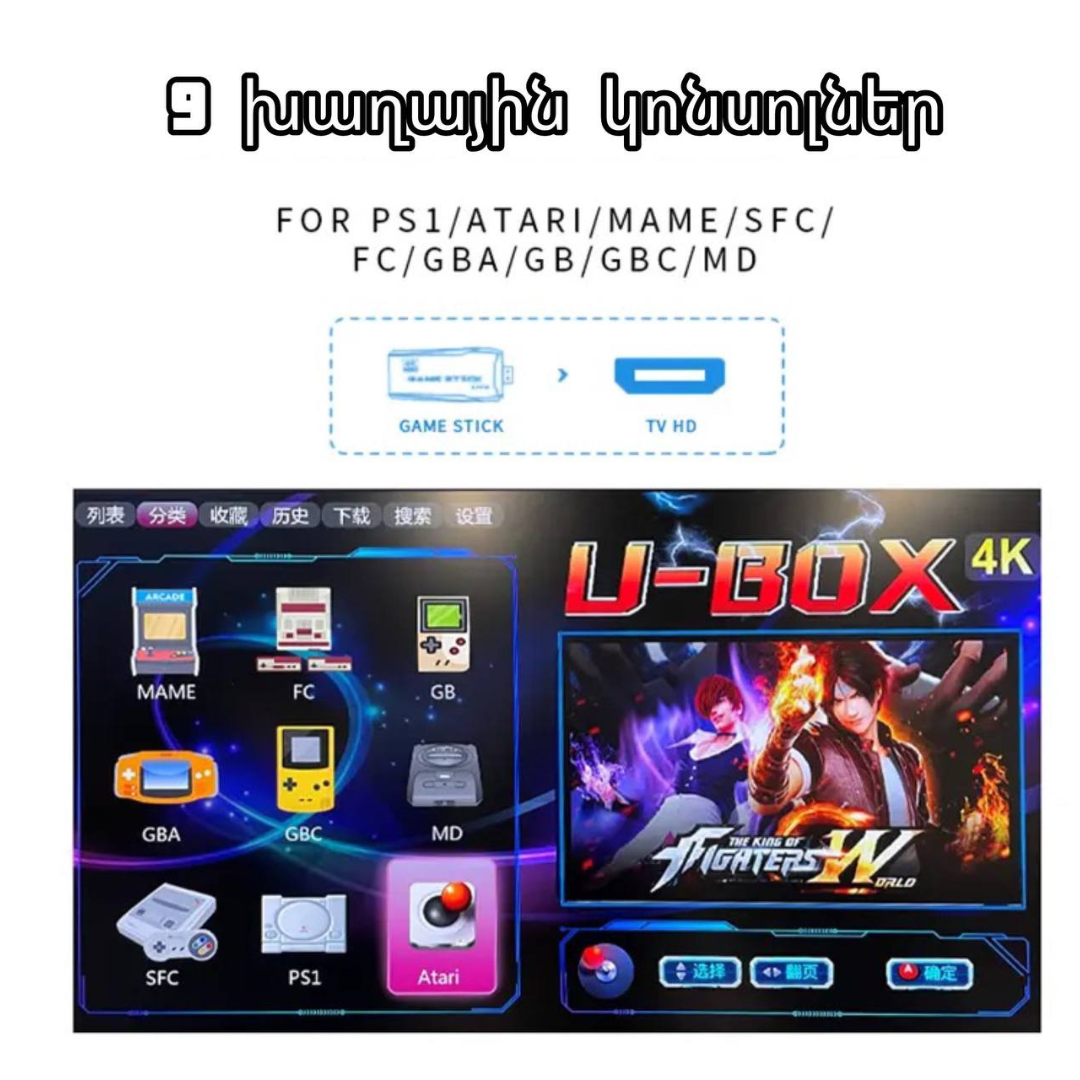 9 խաղային կոնսոլներ
FOR PS1/ATARI/MAME/SFC/
FC/GBA/GB/GBC/MD
GAME STICK
GAME STICK
TV HD
列表 分类 收藏 历史 下载 搜索 设置
U-BOX 4K
ARCADE
MAME FC GB
GBA GBC MD
SFC PS1 Atari
THE KING OF
FIGHTERS WORLD
选择 翻页 A 确定